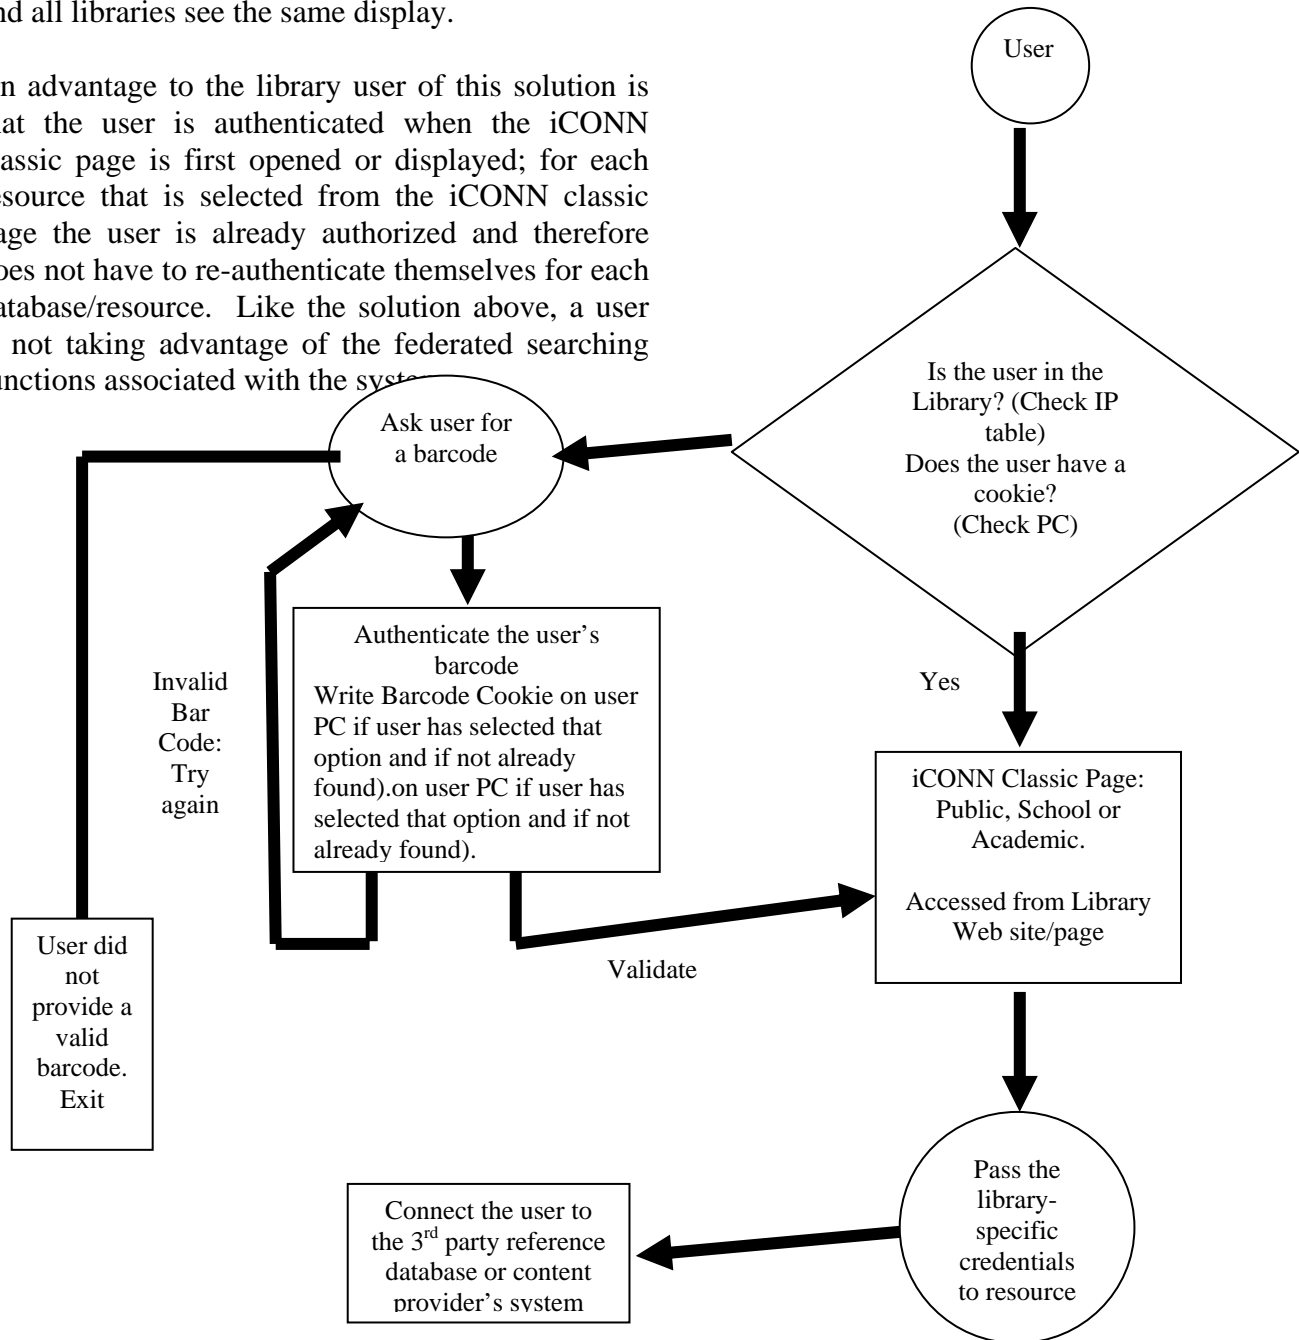 nd all libraries see the same display.
n advantage to the library user of this solution is
at the user is authenticated when the iCONN
assic page is first opened or displayed; for each
esource that is selected from the iCONN classic
age the user is already authorized and therefore
oes not have to re-authenticate themselves for each
atabase/resource. Like the solution above, a user
not taking advantage of the federated searching
unctions associated with the syste
User
Is the user in the
Library? (Check IP
table)
Does the user have a
cookie?
(Check PC)
Ask user for
a barcode
Authenticate the user's
barcode
Write Barcode Cookie on user
PC if user has selected that
option and if not already
found).on user PC if user has
selected that option and if not
already found).
Invalid
Bar
Code:
Try
again
Yes
iCONN Classic Page:
Public, School or
Academic.
Accessed from Library
Web site/page
Validate
User did
not
provide a
valid
barcode.
Exit
Pass the
library-
specific
credentials
to resource
Connect the user to
the 3rd party reference
database or content
provider's system